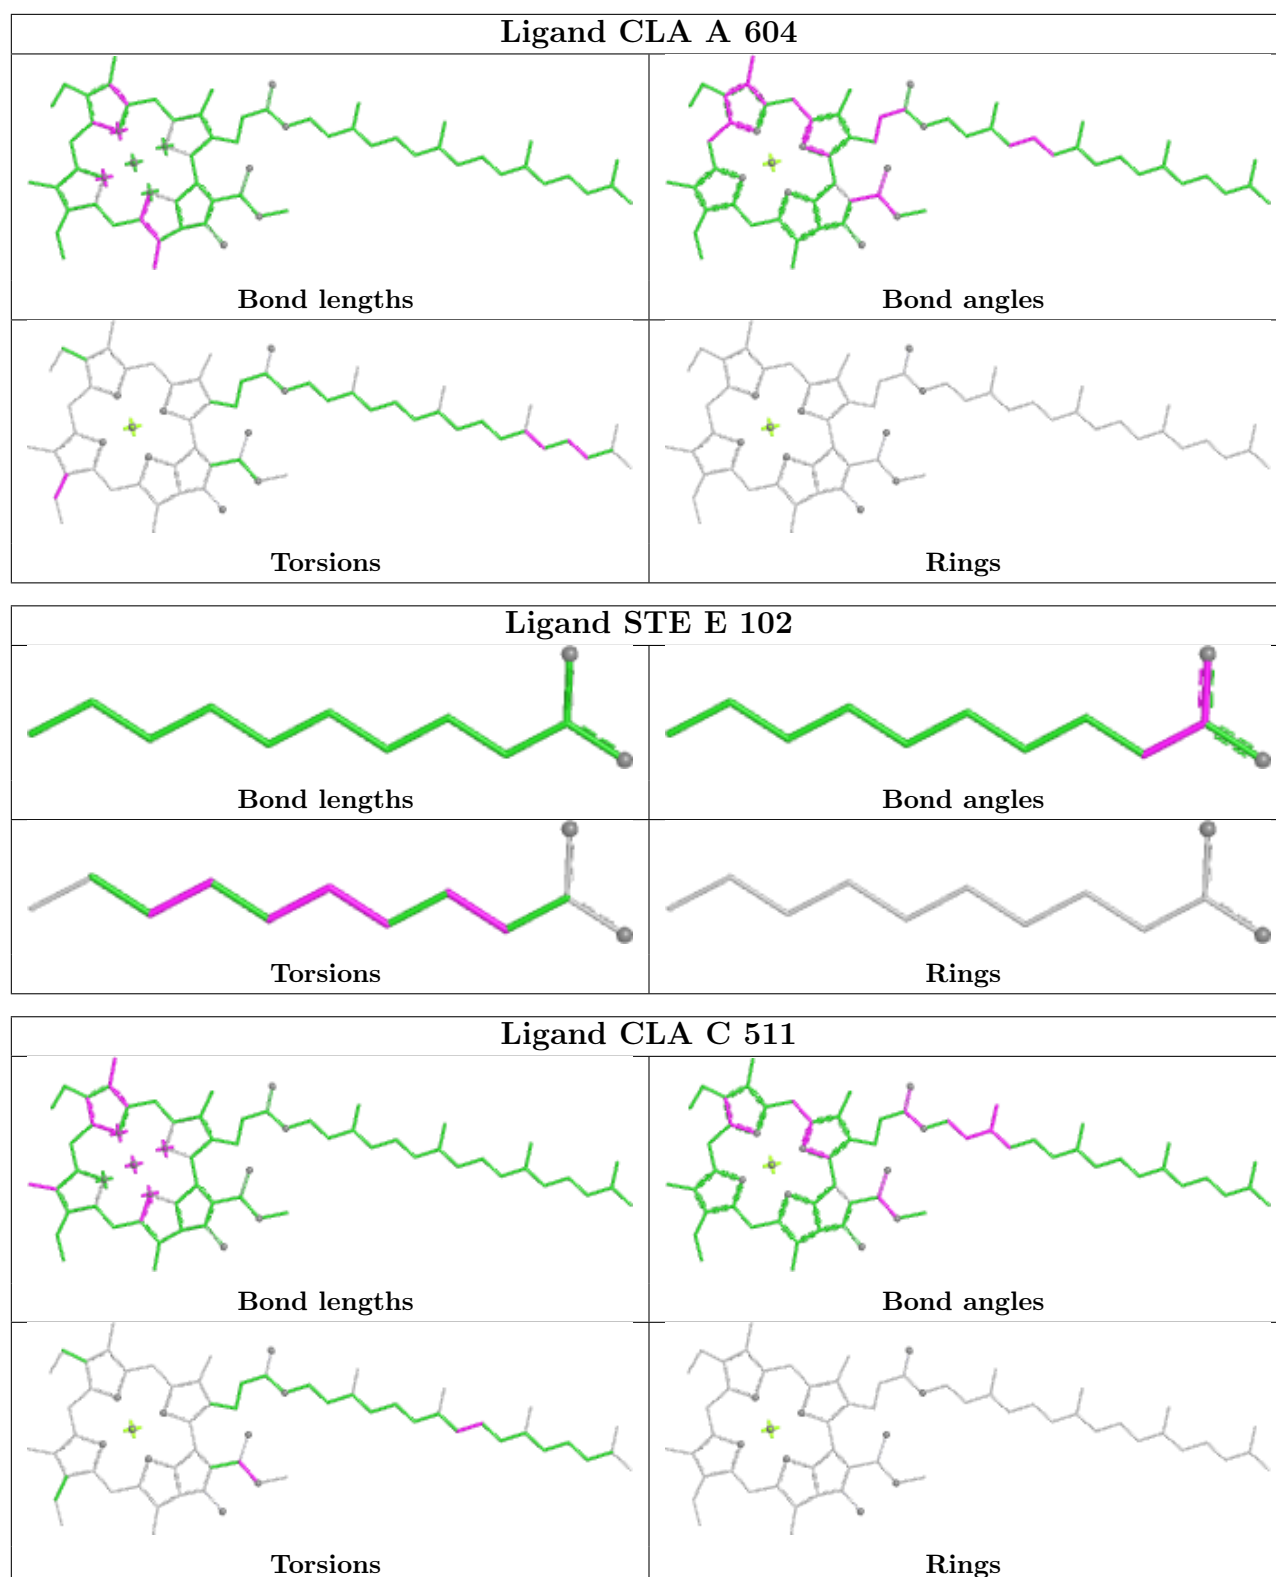 Ligand CLA A 604
Bond lengths
Bond angles
Torsions
Rings
Ligand STE E 102
Bond lengths
Bond angles
Torsions
Rings
Ligand CLA C 511
Bond lengths
Bond angles
Torsions
Rings